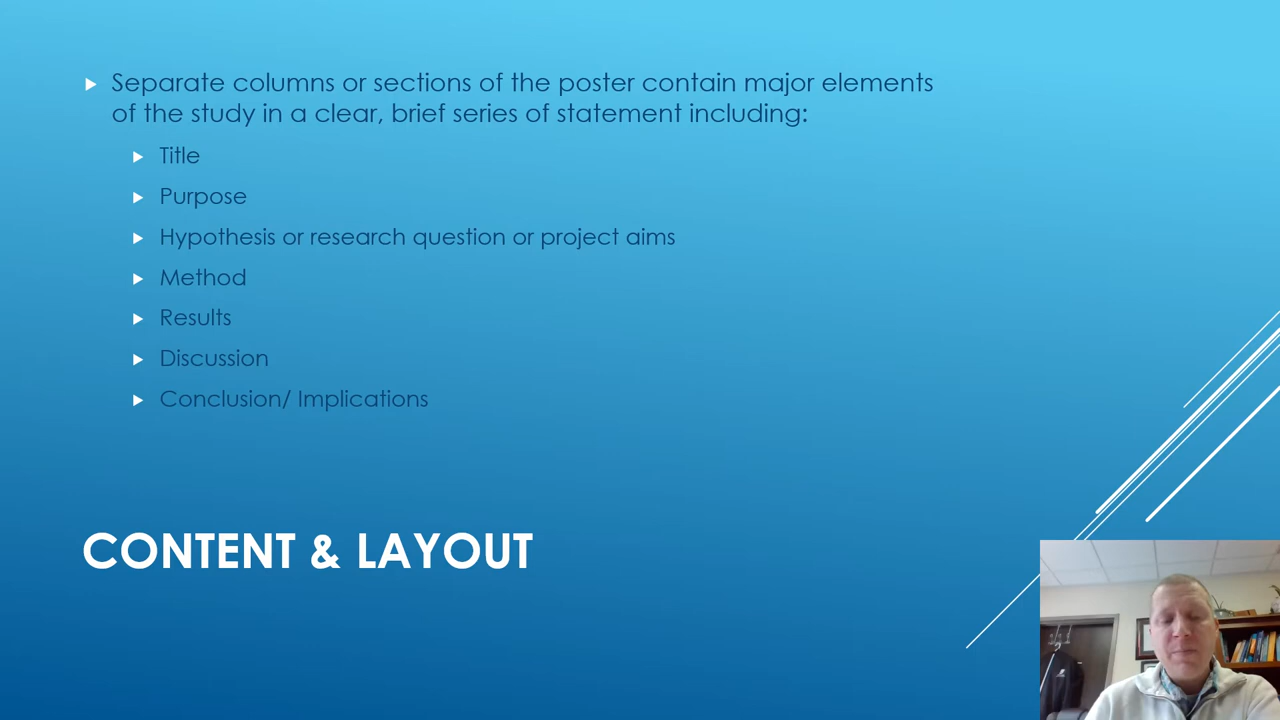 Separate columns or sections of the poster contain major elements
of the study in a clear, brief series of statement including:
Title
Purpose
Hypothesis or research question or project aims
Method
Results
Discussion
Conclusion/ Implications
CONTENT & LAYOUT